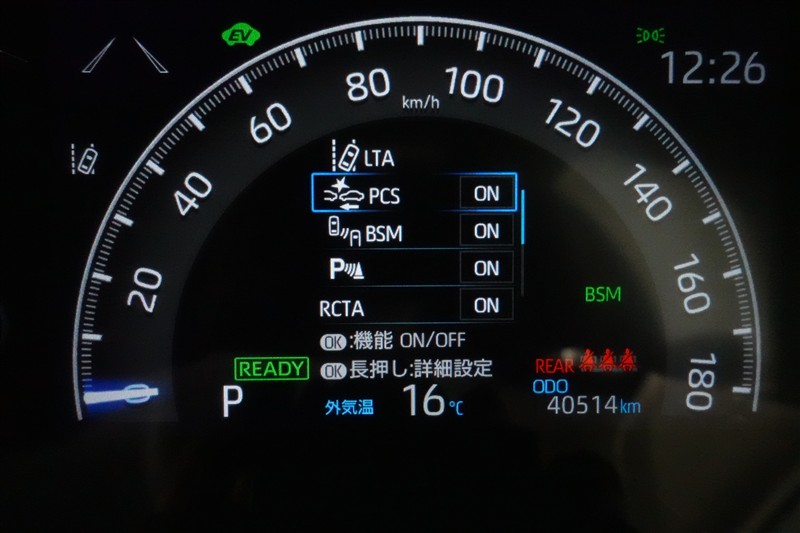 EV
12:26
0
20
40
60
80
100
120
140
160
180
km/h
LTA
PCS ON
BSM ON
P ON
RCTA ON
OK:機能 ON/OFF
OK長押し:詳細設定
BSM
READY
P
外気温 16℃
REAR
ODO
40514km